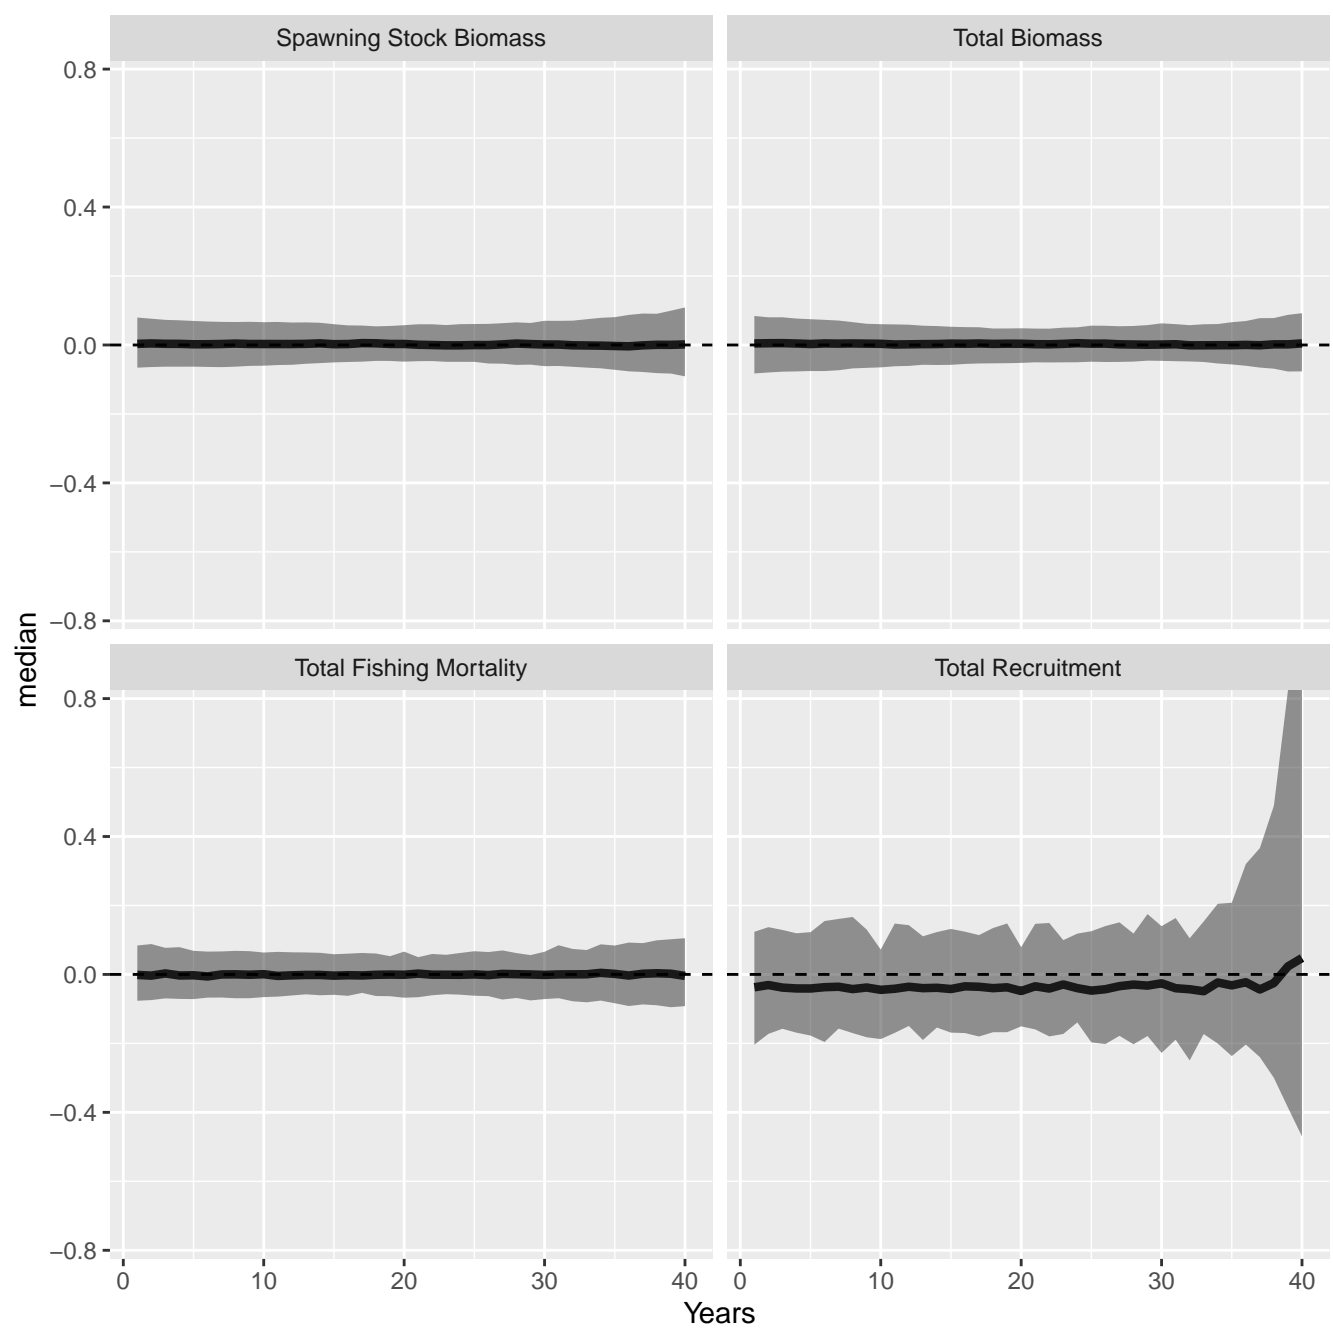 Spawning Stock Biomass
Total Biomass
0.8
0.4
0.0
−0.4
−0.8
median
Total Fishing Mortality
Total Recruitment
0.8
0.4
0.0
−0.4
−0.8
0 10 20 30 40
0 10 20 30 40
Years